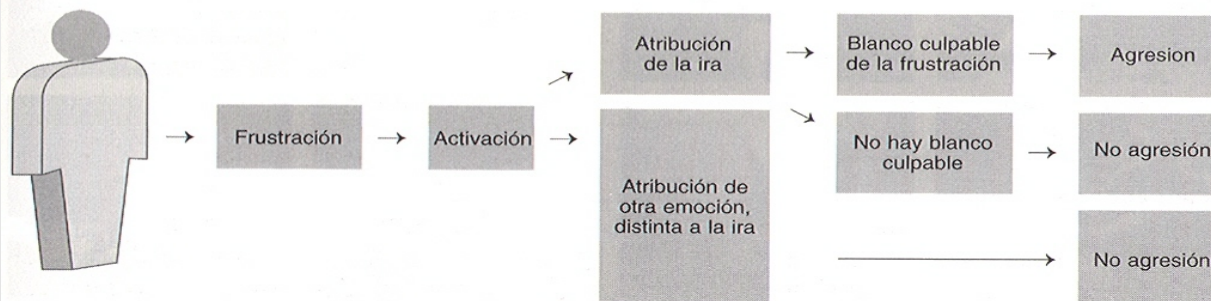 Frustración
Activación
Atribución
de la ira
Blanco culpable
de la frustración
Agresion
No hay blanco
culpable
No agresión
Atribución de
otra emoción,
distinta a la ira
No agresión